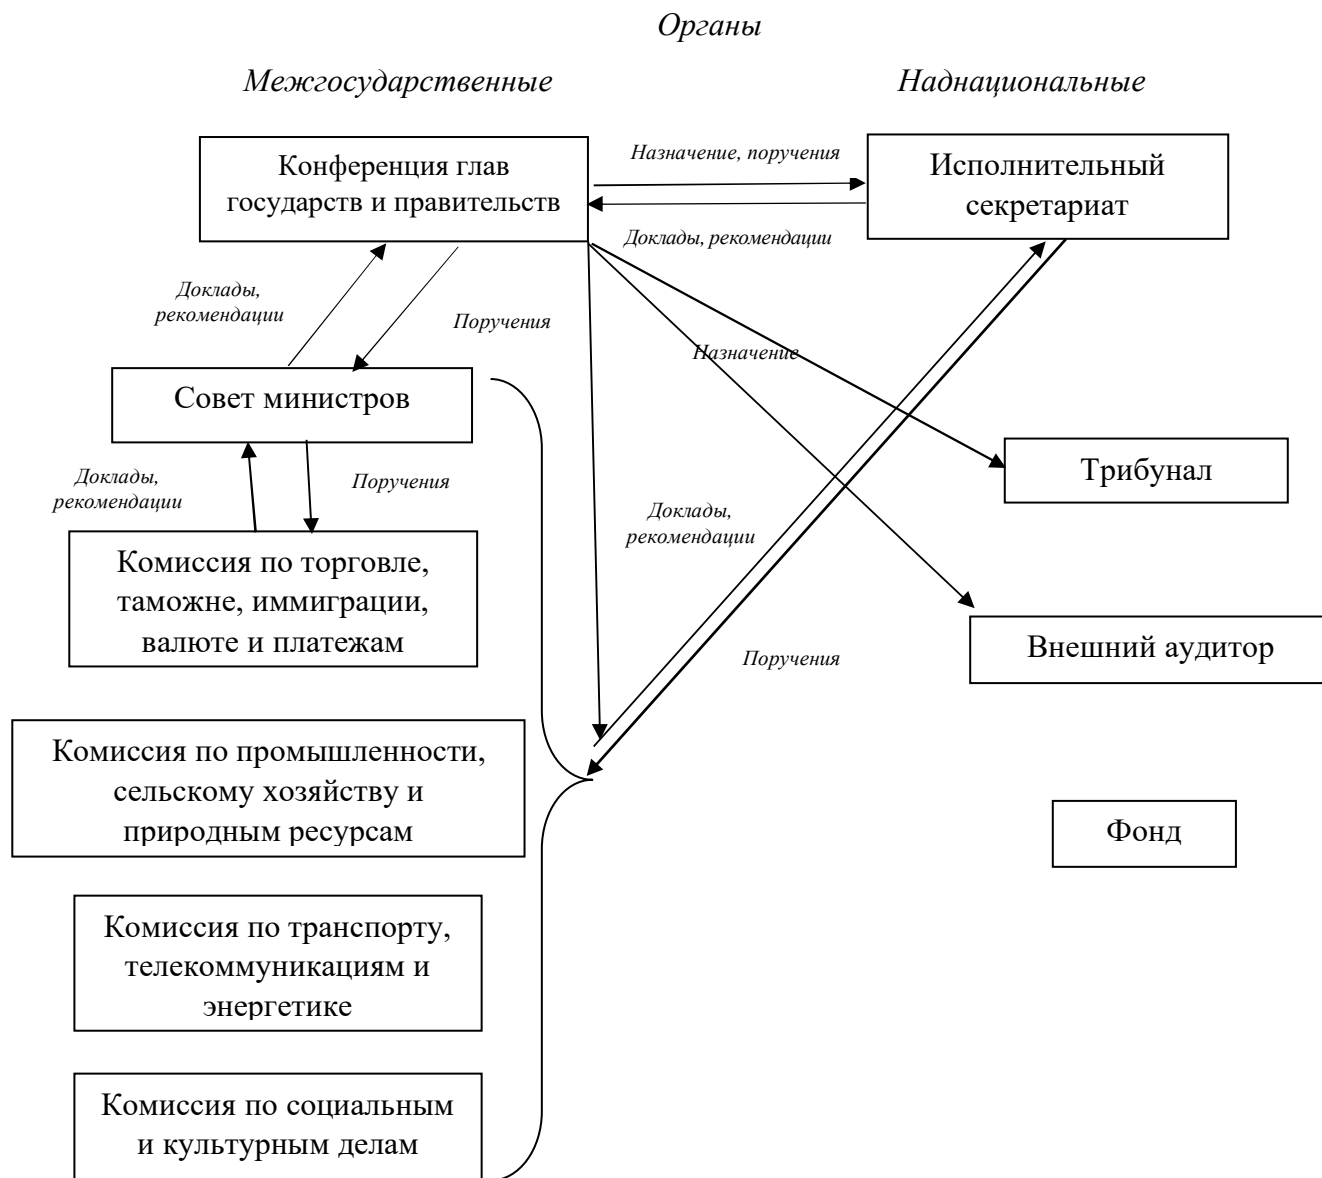 Органы
Межгосударственные
Наднациональные
Конференция глав
государств и правительств
Назначение, поручения
Исполнительный
секретариат
Доклады, рекомендации
Доклады,
рекомендации
Поручения
Назначение
Совет министров
Доклады,
рекомендации
Поручения
Трибунал
Доклады,
рекомендации
Комиссия по торговле,
таможне, иммиграции,
валюте и платежам
Поручения
Внешний аудитор
Комиссия по промышленности,
сельскому хозяйству и
природным ресурсам
Фонд
Комиссия по транспорту,
телекоммуникациям и
энергетике
Комиссия по социальным
и культурным делам